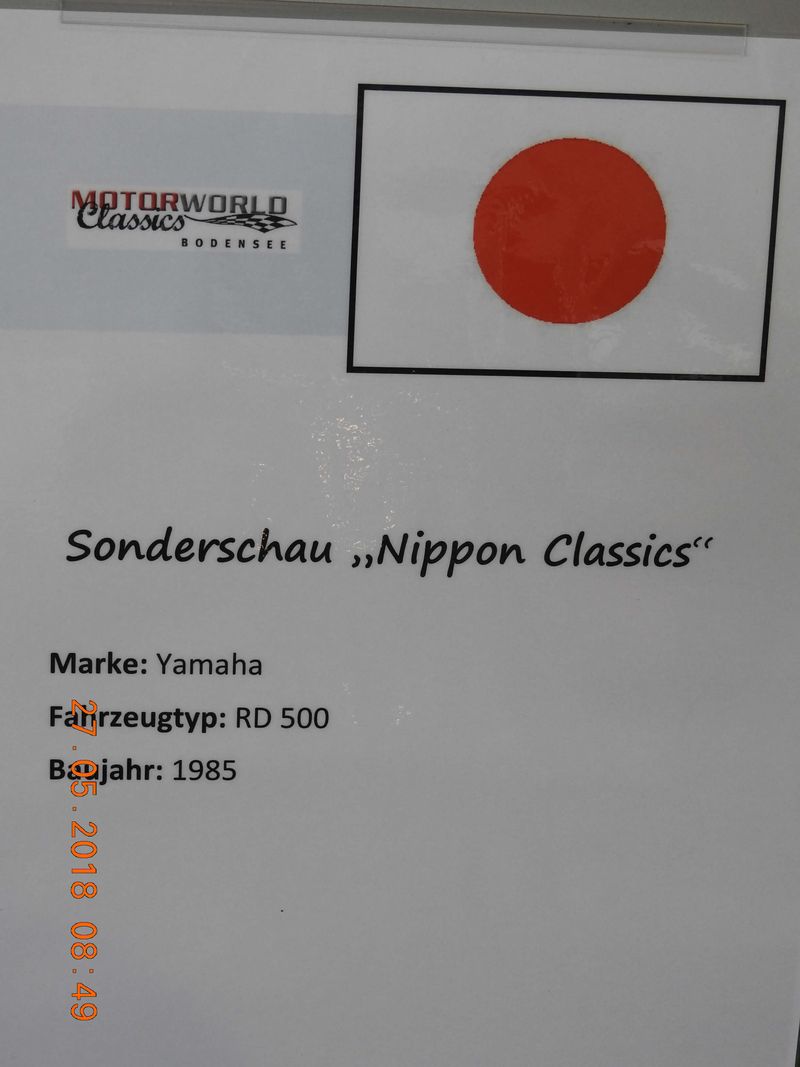 MOTORWORLD
Classics
BODENSEE
Sonderschau „Nippon Classics“
Marke: Yamaha
Fahrzeugtyp: RD 500
Baujahr: 1985
27.05.2018 08:49